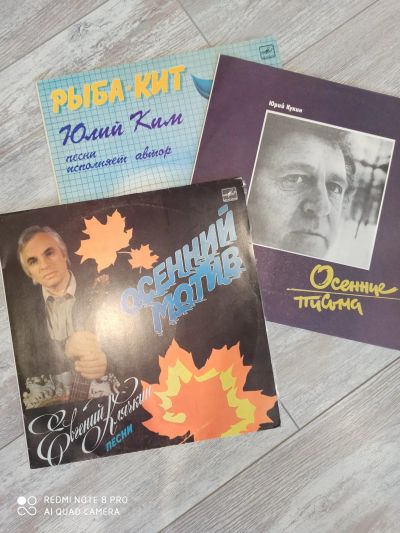 РЫБА-КИТ
Юлий Ким
песни
исполняет автор
Юрий Кукин
Осенние
письма
ОСЕННИЙ
МОТИВ
Евгений Клячкин
ПЕСНИ
REDMI NOTE 8 PRO
AI QUAD CAMERA